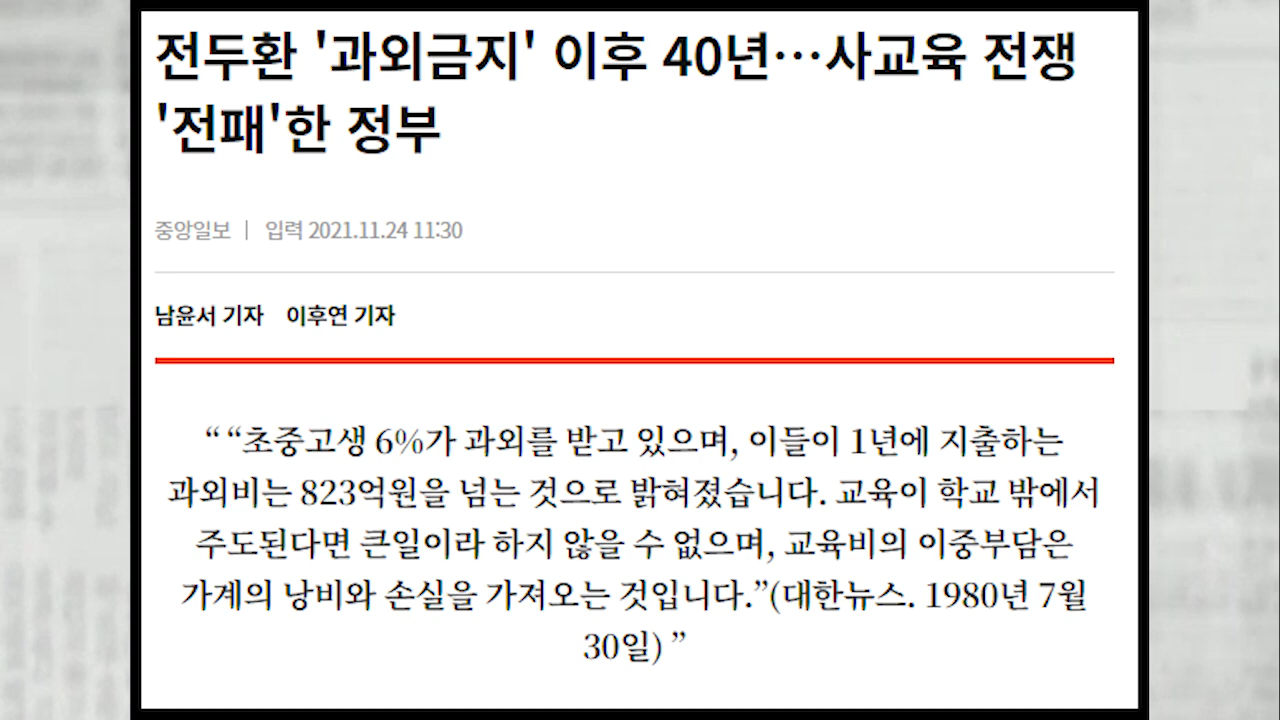 전두환 '과외금지' 이후 40년…사교육 전쟁
'전패'한 정부
중앙일보 | 입력 2021.11.24 11:30
남윤서 기자 이후연 기자
“ “초중고생 6%가 과외를 받고 있으며, 이들이 1년에 지출하는
과외비는 823억원을 넘는 것으로 밝혀졌습니다. 교육이 학교 밖에서
주도된다면 큰일이라 하지 않을 수 없으며, 교육비의 이중부담은
가계의 낭비와 손실을 가져오는 것입니다.”(대한뉴스. 1980년 7월
30일) ”